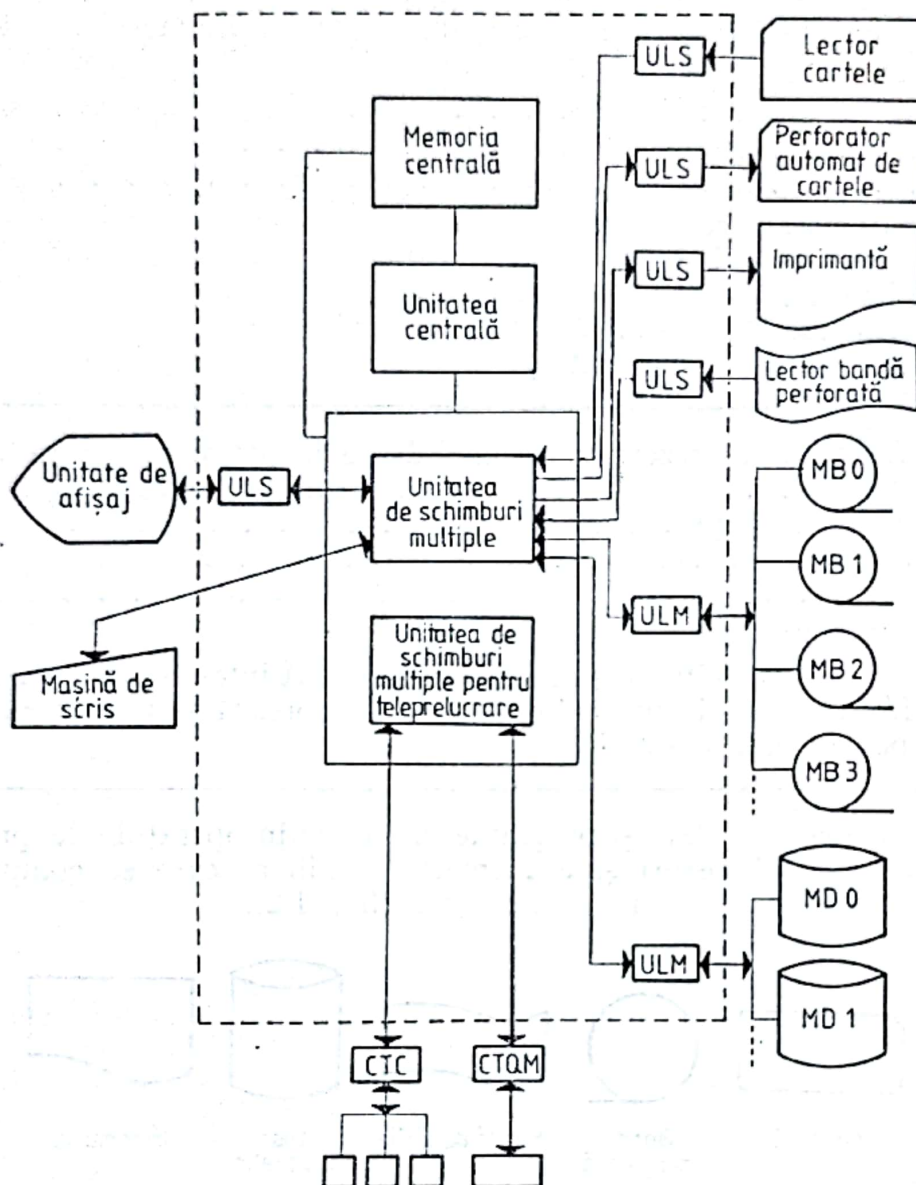 ULS
Lector
cartele
Memoria
centrală
ULS
Perforator
automat de
cartele
ULS
Imprimantă
Unitatea
centrală
ULS
Lector bandă
perforată
Unitate de
afișaj
ULS
Unitatea
de schimburi
multiple
MB 0
MB 1
ULM
Unitatea de
schimburi
multiple pentru
teleprelucrare
Mașină de
scris
MB 2
MB 3
MD 0
ULM
MD 1
CTC
CTQM